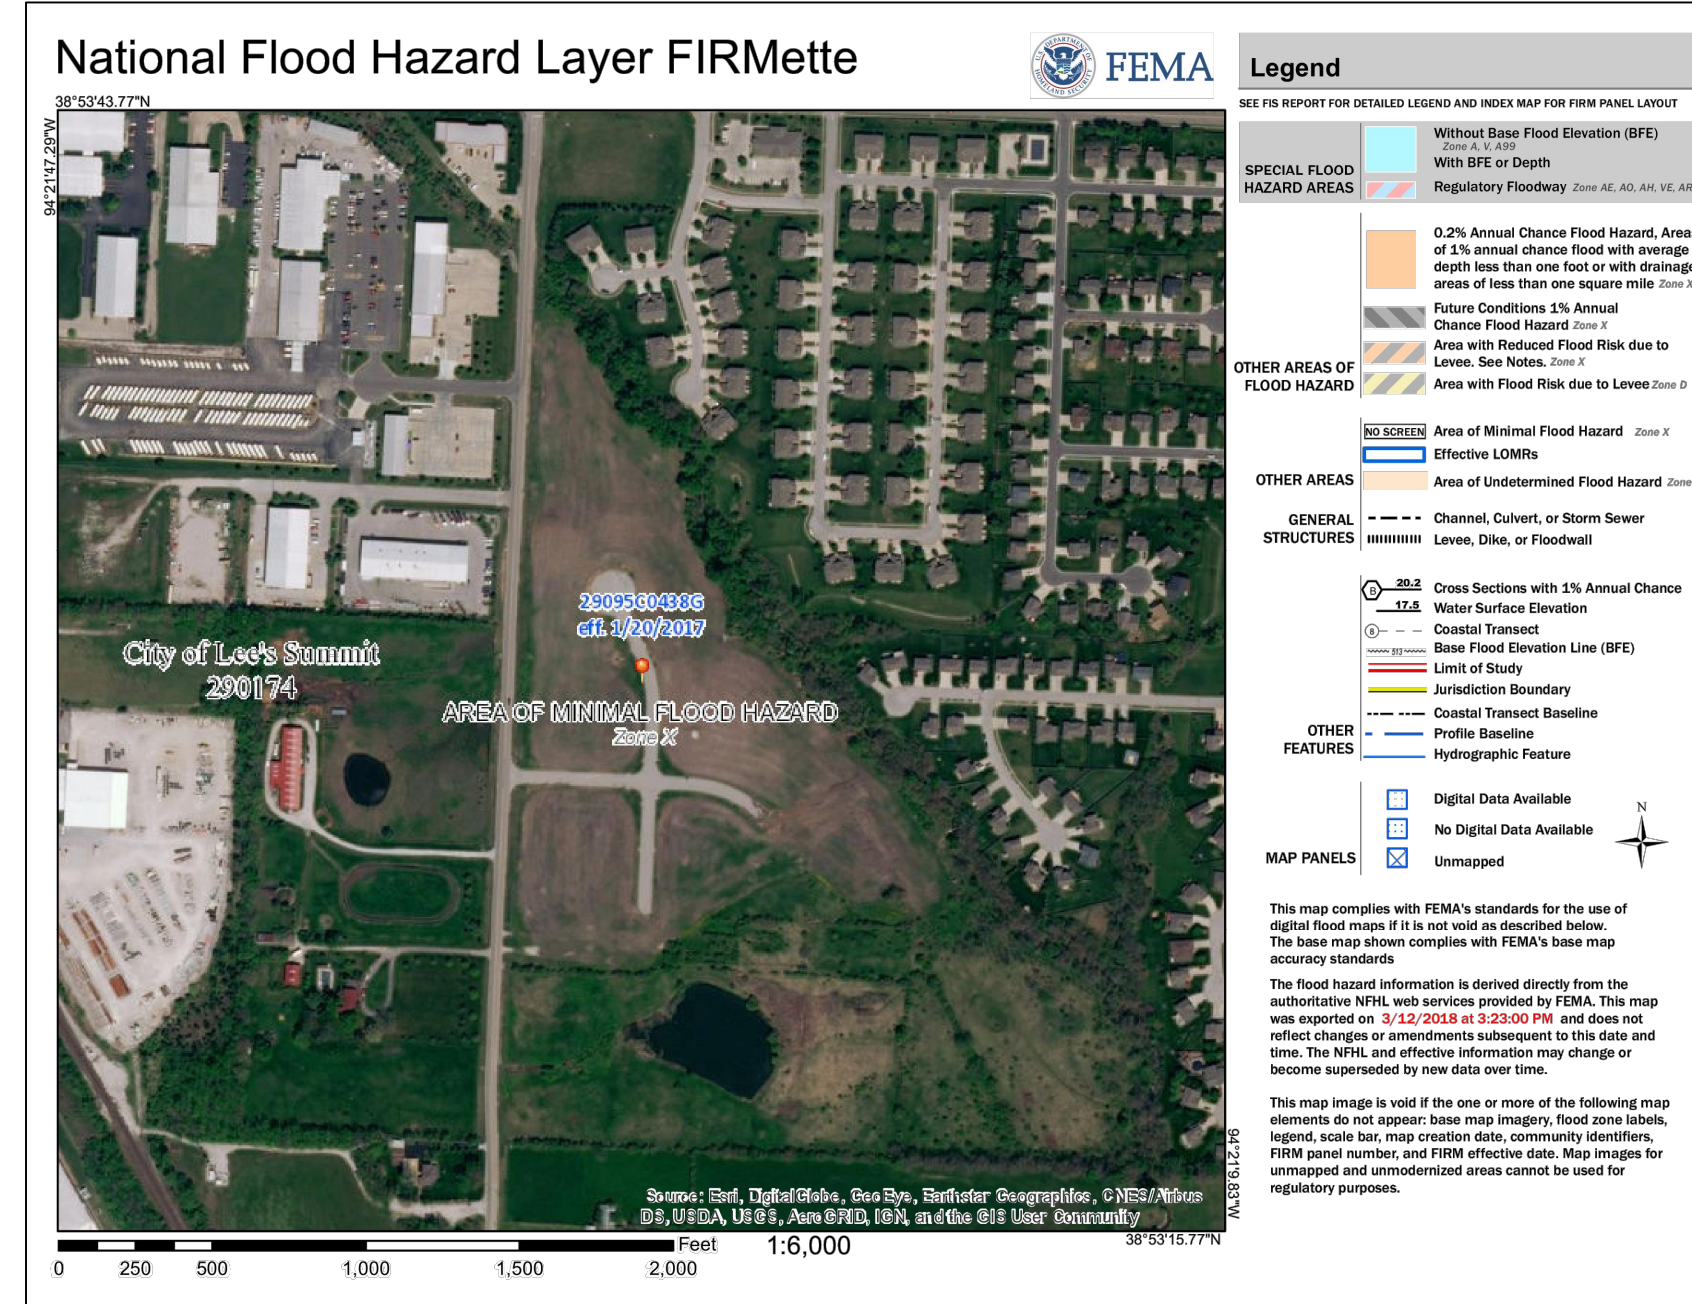 National Flood Hazard Layer FIRMette
FEMA
U.S. DEPARTMENT OF HOMELAND SECURITY
38°53'43.77"N
94°21'47.29"W
29095C0438G
eff. 1/20/2017
City of Lee's Summit
290174
AREA OF MINIMAL FLOOD HAZARD
Zone X
Source: Esri, DigitalGlobe, GeoEye, Earthstar Geographics, CNES/Airbus
DS, USDA, USGS, AeroGRID, IGN, and the GIS User Community
94°21'9.83"W
38°53'15.77"N
Feet
1:6,000
0 250 500 1,000 1,500 2,000
Legend
SEE FIS REPORT FOR DETAILED LEGEND AND INDEX MAP FOR FIRM PANEL LAYOUT
SPECIAL FLOOD
HAZARD AREAS
Without Base Flood Elevation (BFE)
Zone A, V, A99
With BFE or Depth
Regulatory Floodway Zone AE, AO, AH, VE, AR
OTHER AREAS OF
FLOOD HAZARD
0.2% Annual Chance Flood Hazard, Area
of 1% annual chance flood with average
depth less than one foot or with drainage
areas of less than one square mile Zone X
Future Conditions 1% Annual
Chance Flood Hazard Zone X
Area with Reduced Flood Risk due to
Levee. See Notes. Zone X
Area with Flood Risk due to Levee Zone D
OTHER AREAS
NO SCREEN Area of Minimal Flood Hazard Zone X
Effective LOMRs
Area of Undetermined Flood Hazard Zone
GENERAL
STRUCTURES
Channel, Culvert, or Storm Sewer
Levee, Dike, or Floodwall
OTHER
FEATURES
B 20.2 Cross Sections with 1% Annual Chance
17.5 Water Surface Elevation
8 Coastal Transect
513 Base Flood Elevation Line (BFE)
Limit of Study
Jurisdiction Boundary
Coastal Transect Baseline
Profile Baseline
Hydrographic Feature
MAP PANELS
Digital Data Available
No Digital Data Available
Unmapped
N
This map complies with FEMA's standards for the use of
digital flood maps if it is not void as described below.
The base map shown complies with FEMA's base map
accuracy standards
The flood hazard information is derived directly from the
authoritative NFHL web services provided by FEMA. This map
was exported on 3/12/2018 at 3:23:00 PM and does not
reflect changes or amendments subsequent to this date and
time. The NFHL and effective information may change or
become superseded by new data over time.
This map image is void if the one or more of the following map
elements do not appear: base map imagery, flood zone labels,
legend, scale bar, map creation date, community identifiers,
FIRM panel number, and FIRM effective date. Map images for
unmapped and unmodernized areas cannot be used for
regulatory purposes.